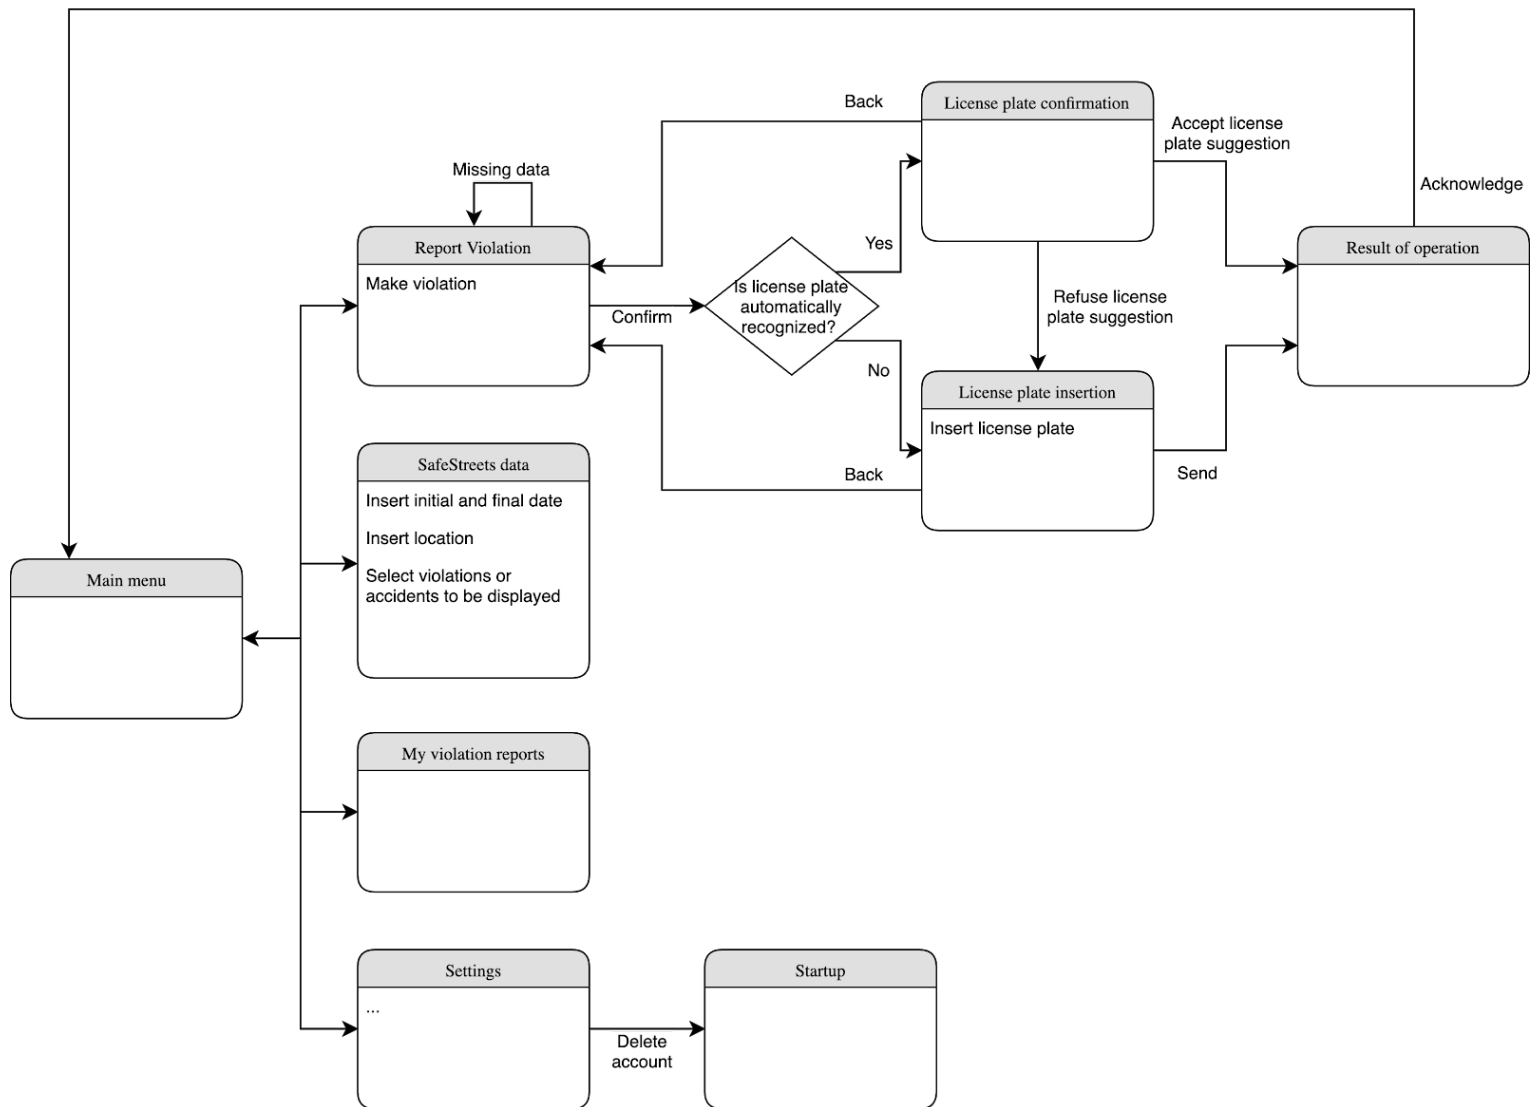 Back
License plate confirmation
Accept license
plate suggestion
Missing data
Acknowledge
Report Violation
Make violation
Yes
Is license plate
automatically
recognized?
Confirm
Refuse license
plate suggestion
Result of operation
No
License plate insertion
Insert license plate
Back
Send
SafeStreets data
Insert initial and final date
Insert location
Select violations or
accidents to be displayed
Main menu
My violation reports
Settings
...
Delete
account
Startup